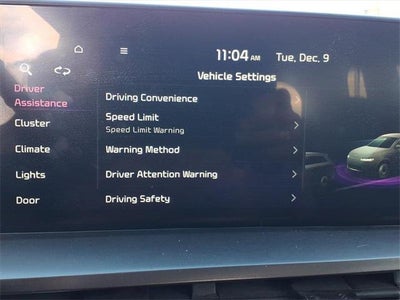 11:04 AM Tue, Dec. 9
Vehicle Settings
Driver
Assistance
Cluster
Climate
Lights
Door
Driving Convenience
Speed Limit
Speed Limit Warning
Warning Method
Driver Attention Warning
Driving Safety